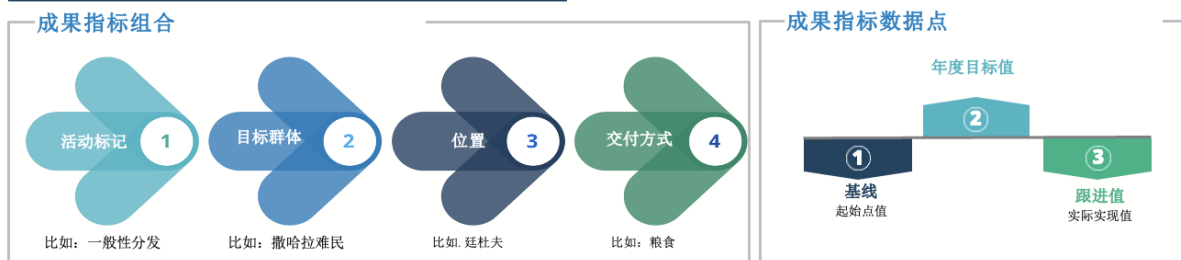 成果指标组合
活动标记 1
目标群体 2
位置 3
交付方式 4
比如：一般性分发
比如：撒哈拉难民
比如. 廷杜夫
比如：粮食
成果指标数据点
年度目标值
②
①
③
基线
起始点值
跟进值
实际实现值